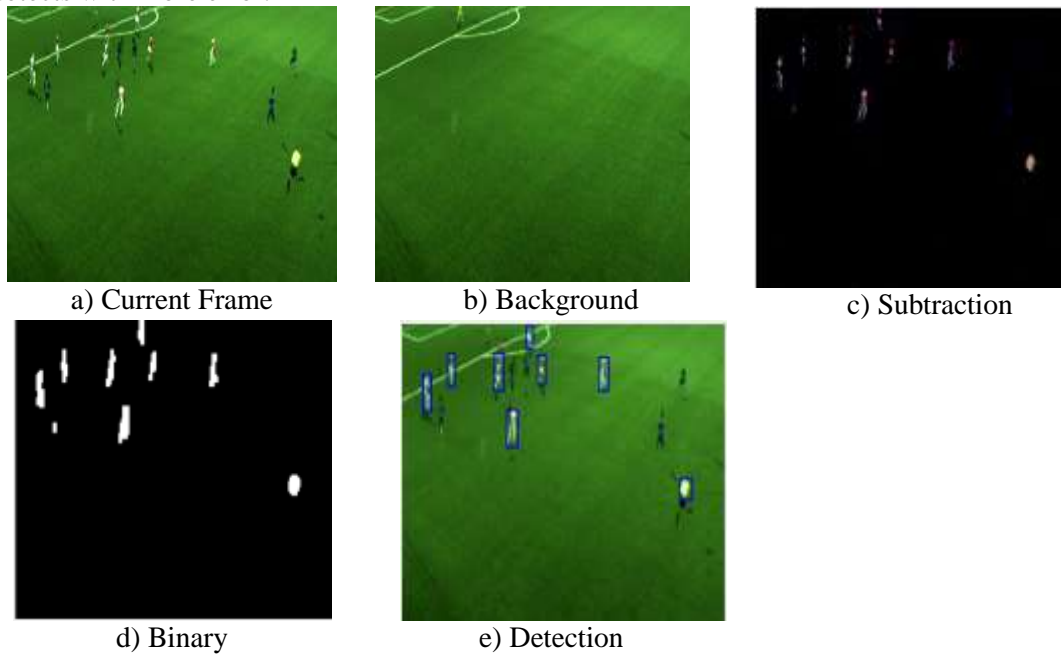 a) Current Frame
b) Background
c) Subtraction
d) Binary
e) Detection